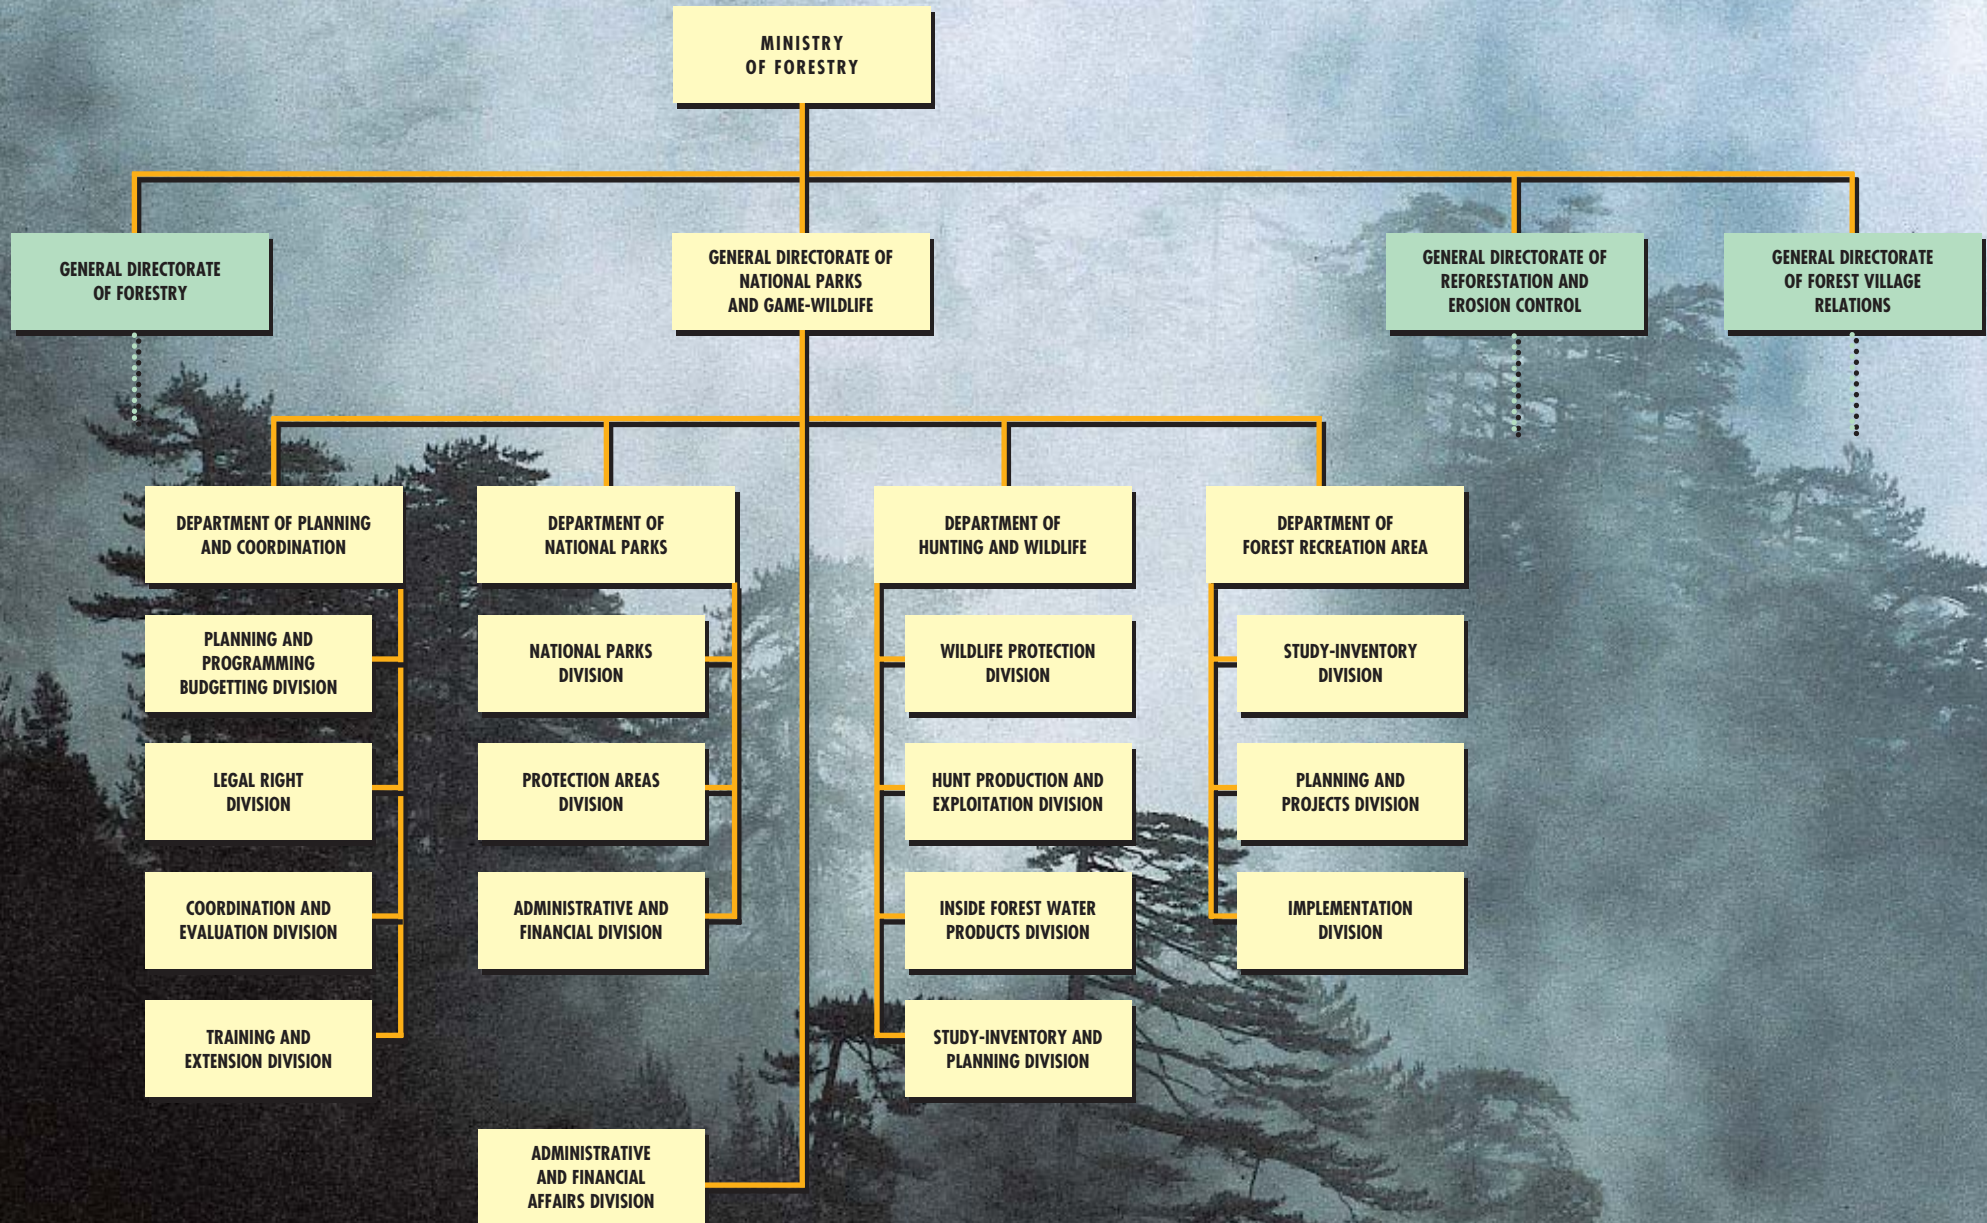 MINISTRY
OF FORESTRY
GENERAL DIRECTORATE
OF FORESTRY
GENERAL DIRECTORATE OF
NATIONAL PARKS
AND GAME-WILDLIFE
GENERAL DIRECTORATE OF
REFORESTATION AND
EROSION CONTROL
GENERAL DIRECTORATE
OF FOREST VILLAGE
RELATIONS
DEPARTMENT OF PLANNING
AND COORDINATION
PLANNING AND
PROGRAMMING
BUDGETTING DIVISION
LEGAL RIGHT
DIVISION
COORDINATION AND
EVALUATION DIVISION
TRAINING AND
EXTENSION DIVISION
DEPARTMENT OF
NATIONAL PARKS
NATIONAL PARKS
DIVISION
PROTECTION AREAS
DIVISION
ADMINISTRATIVE AND
FINANCIAL DIVISION
DEPARTMENT OF
HUNTING AND WILDLIFE
WILDLIFE PROTECTION
DIVISION
HUNT PRODUCTION AND
EXPLOITATION DIVISION
INSIDE FOREST WATER
PRODUCTS DIVISION
STUDY-INVENTORY AND
PLANNING DIVISION
DEPARTMENT OF
FOREST RECREATION AREA
STUDY-INVENTORY
DIVISION
PLANNING AND
PROJECTS DIVISION
IMPLEMENTATION
DIVISION
ADMINISTRATIVE
AND FINANCIAL
AFFAIRS DIVISION